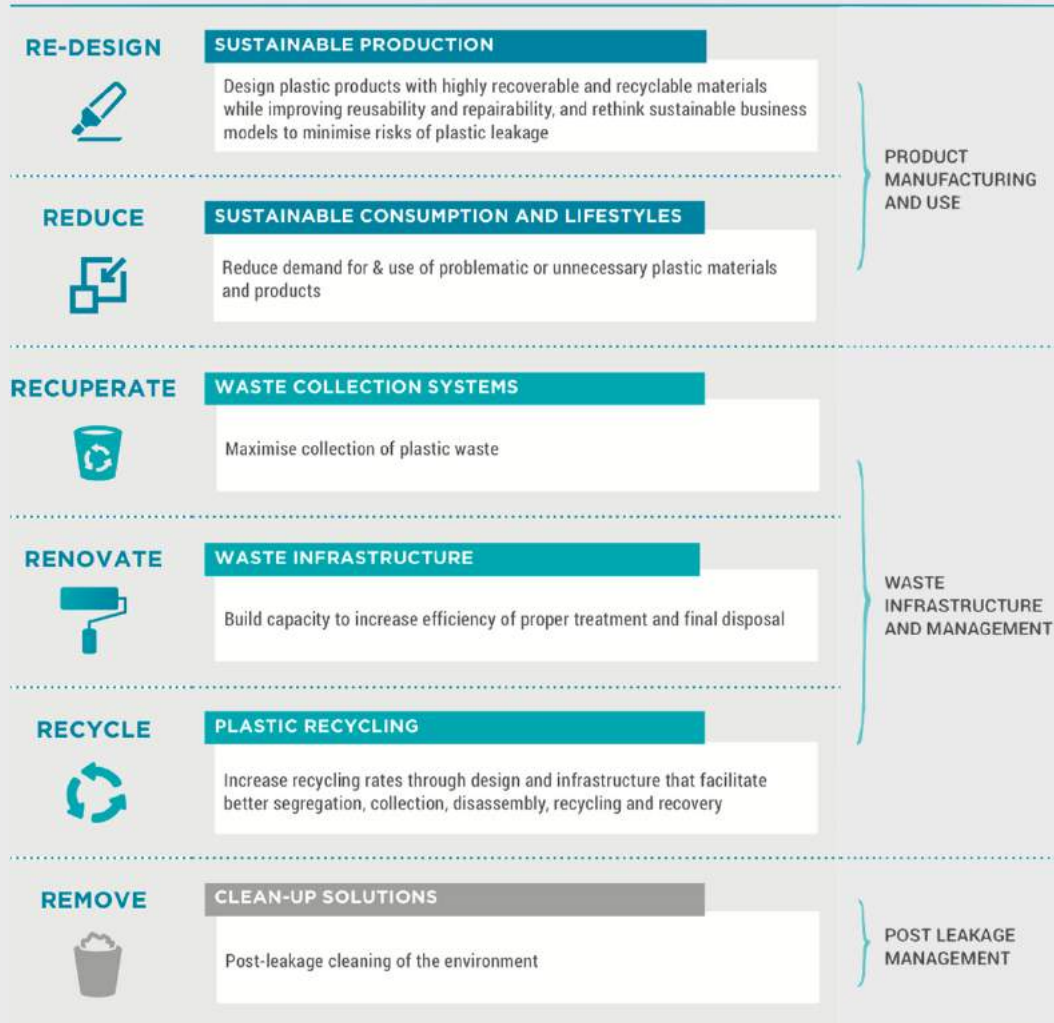 RE-DESIGN
SUSTAINABLE PRODUCTION
Design plastic products with highly recoverable and recyclable materials
while improving reusability and repairability, and rethink sustainable business
models to minimise risks of plastic leakage
REDUCE
SUSTAINABLE CONSUMPTION AND LIFESTYLES
Reduce demand for & use of problematic or unnecessary plastic materials
and products
PRODUCT
MANUFACTURING
AND USE
RECUPERATE
WASTE COLLECTION SYSTEMS
Maximise collection of plastic waste
RENOVATE
WASTE INFRASTRUCTURE
Build capacity to increase efficiency of proper treatment and final disposal
RECYCLE
PLASTIC RECYCLING
Increase recycling rates through design and infrastructure that facilitate
better segregation, collection, disassembly, recycling and recovery
WASTE
INFRASTRUCTURE
AND MANAGEMENT
REMOVE
CLEAN-UP SOLUTIONS
Post-leakage cleaning of the environment
POST LEAKAGE
MANAGEMENT